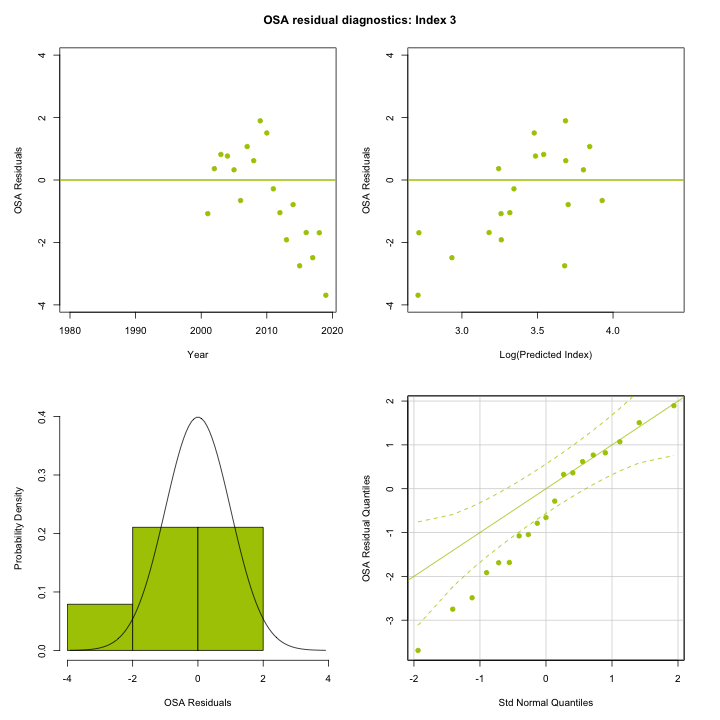 OSA residual diagnostics: Index 3
OSA Residuals
4
2
0
-2
-4
1980 1990 2000 2010 2020
Year
OSA Residuals
4
2
0
-2
-4
3.0 3.5 4.0
Log(Predicted Index)
Probability Density
0.4
0.3
0.2
0.1
0.0
-4 -2 0 2 4
OSA Residuals
OSA Residual Quantiles
2
1
0
-1
-2
-3
-2 -1 0 1 2
Std Normal Quantiles